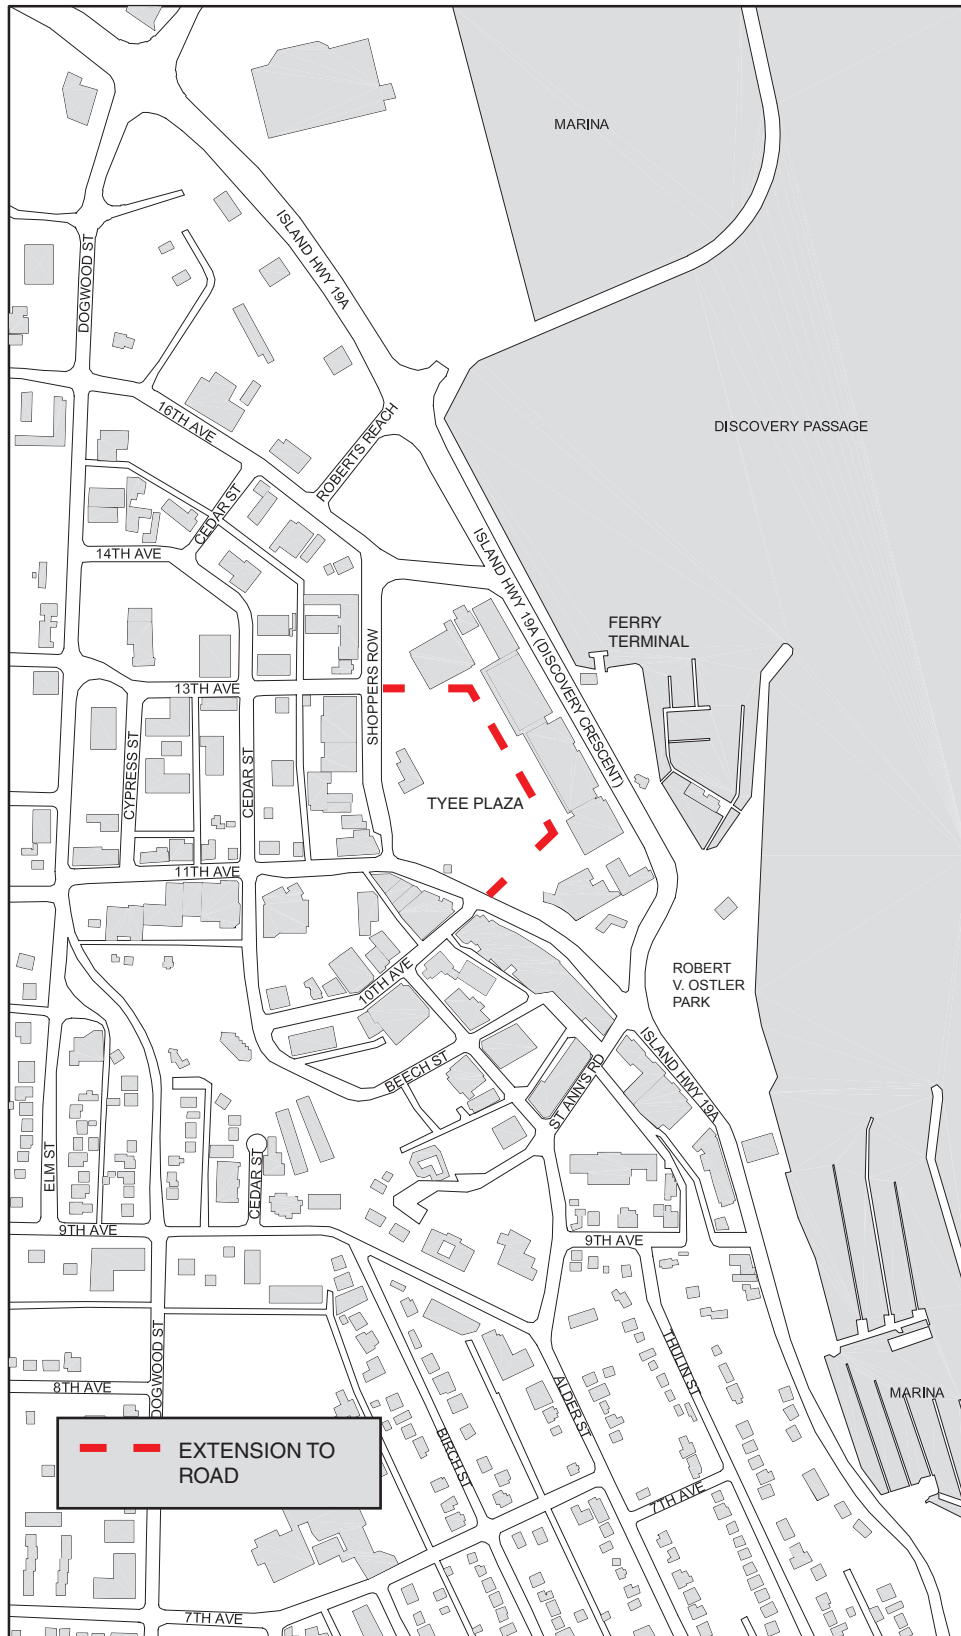 MARINA
ISLAND HWY 19A
DOGWOOD ST
DISCOVERY PASSAGE
16TH AVE
ROBERTS REACH
CEDAR ST
14TH AVE
ISLAND HWY 19A (DISCOVERY CRESCENT)
FERRY
TERMINAL
SHOPPERS ROW
13TH AVE
CYPRESS ST
CEDAR ST
TYEE PLAZA
11TH AVE
10TH AVE
ROBERT
V. OSTLER
PARK
ISLAND HWY 19A
BEECH ST
ST ANN'S RD
ELM ST
CEDAR ST
9TH AVE
9TH AVE
DOGWOOD ST
THULIN ST
8TH AVE
ALDER ST
MARINA
BIRCH ST
EXTENSION TO
ROAD
7TH AVE
7TH AVE